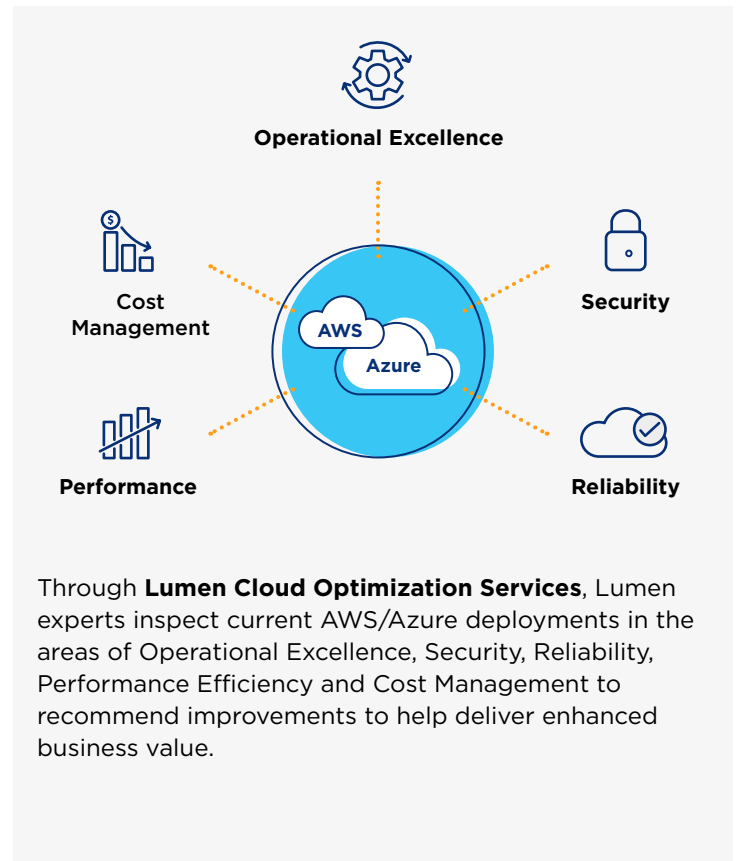 Operational Excellence
$
Cost
Management
Security
AWS
Azure
Performance
Reliability
Through Lumen Cloud Optimization Services, Lumen
experts inspect current AWS/Azure deployments in the
areas of Operational Excellence, Security, Reliability,
Performance Efficiency and Cost Management to
recommend improvements to help deliver enhanced
business value.